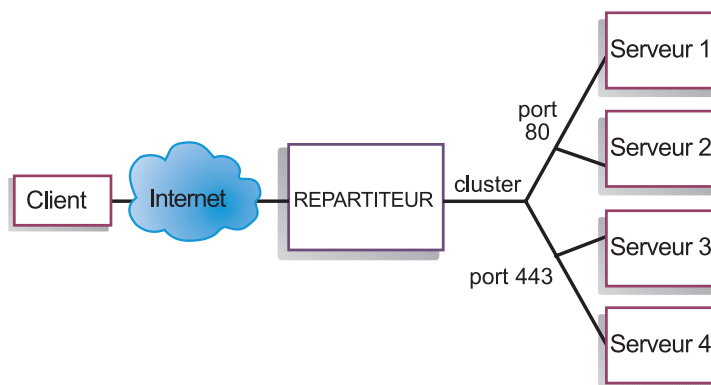 Client
Internet
REPARTITEUR
cluster
port
80
port 443
Serveur 1
Serveur 2
Serveur 3
Serveur 4